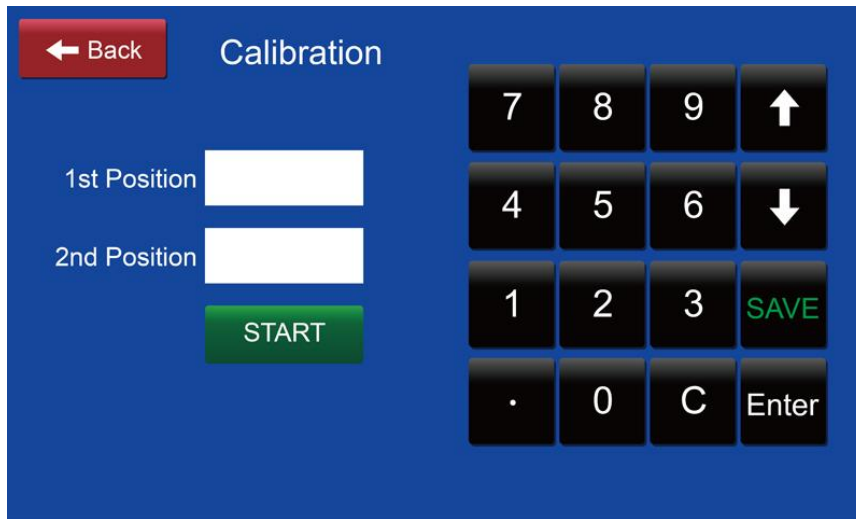 Back
Calibration
7 8 9
1st Position
4 5 6
2nd Position
1 2 3 SAVE
START
. 0 C Enter